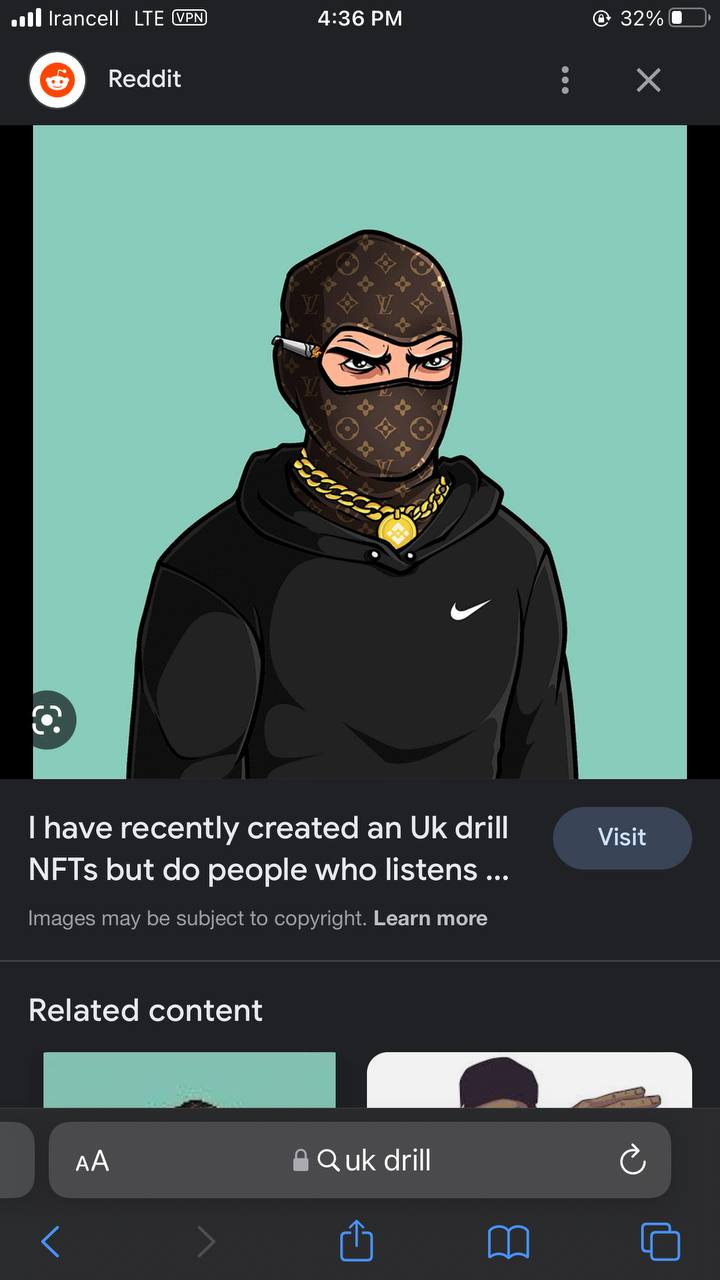 Irancell LTE VPN 4:36 PM 32%
Reddit
I have recently created an Uk drill
NFTs but do people who listens ...
Visit
Images may be subject to copyright. Learn more
Related content
AA uk drill